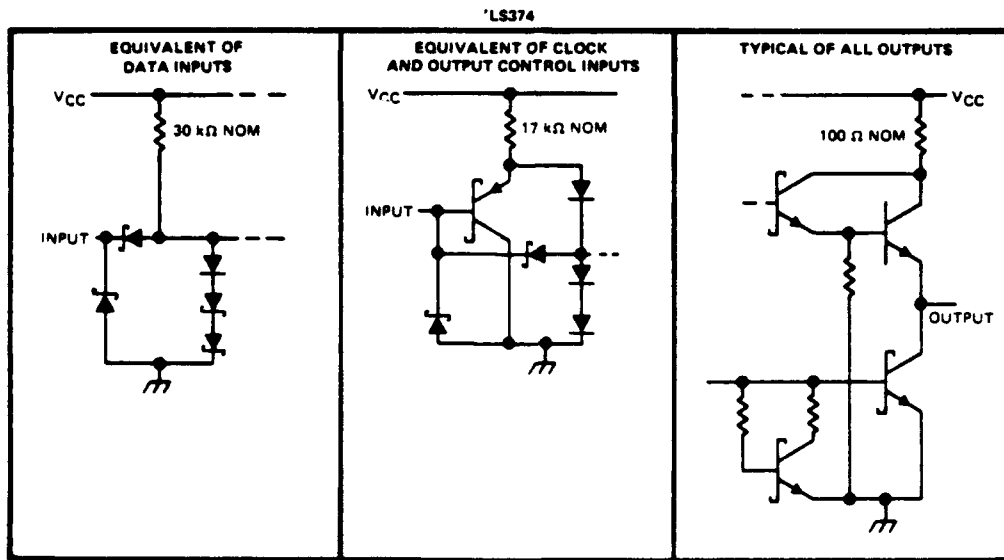 'LS374
EQUIVALENT OF
DATA INPUTS
VCC
30 kΩ NOM
INPUT
EQUIVALENT OF CLOCK
AND OUTPUT CONTROL INPUTS
VCC
17 kΩ NOM
INPUT
TYPICAL OF ALL OUTPUTS
VCC
100 Ω NOM
OUTPUT